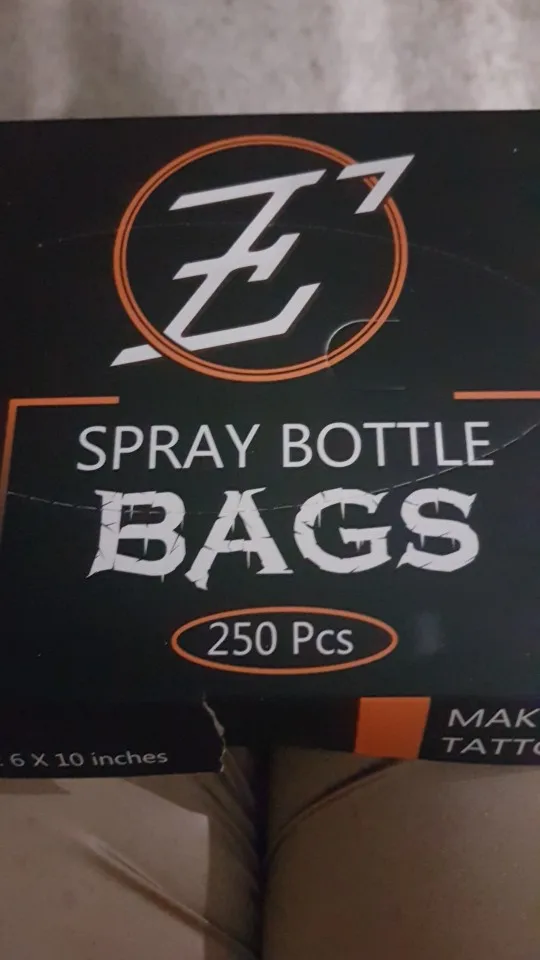 SPRAY BOTTLE
BAGS
250 Pcs
6 X 10 inches